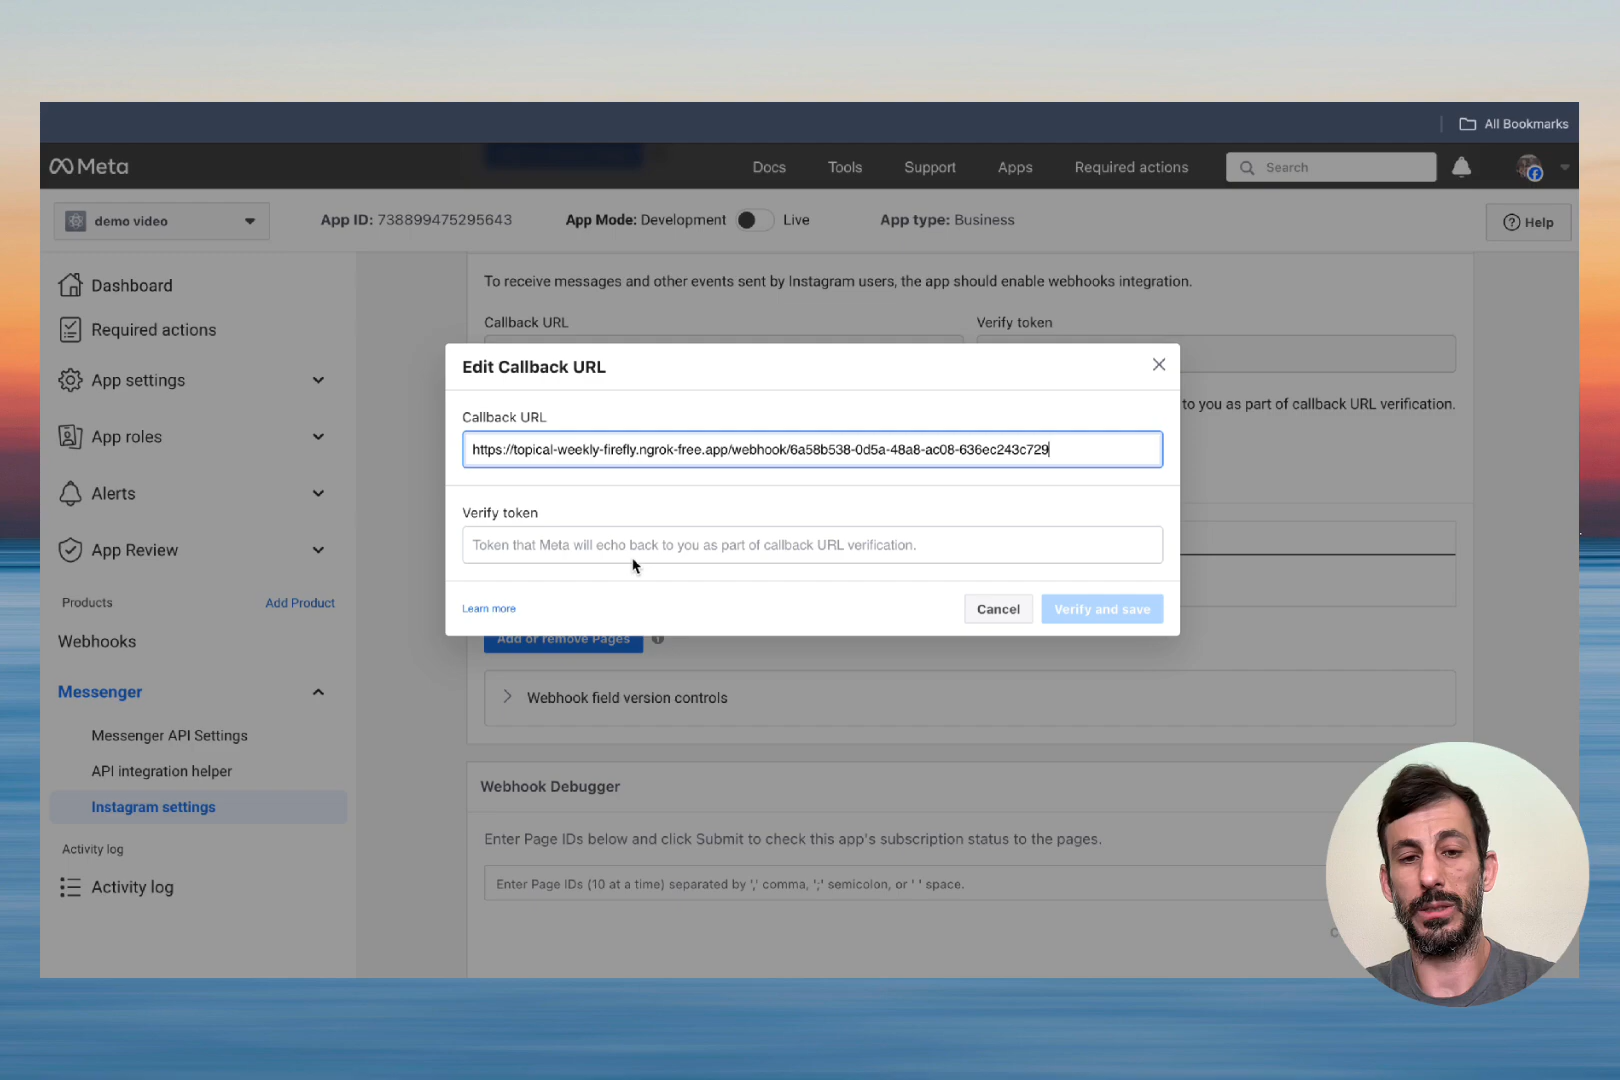 All Bookmarks
Meta
Docs
Tools
Support
Apps
Required actions
Search
demo video
App ID: 738899475295643
App Mode: Development
Live
App type: Business
Help
Dashboard
Required actions
App settings
App roles
Alerts
App Review
Products
Add Product
Webhooks
Messenger
Messenger API Settings
API integration helper
Instagram settings
Activity log
Activity log
To receive messages and other events sent by Instagram users, the app should enable webhooks integration.
Callback URL
Verify token
to you as part of callback URL verification.
Edit Callback URL
Callback URL
https://topical-weekly-firefly.ngrok-free.app/webhook/6a58b538-0d5a-48a8-ac08-636ec243c729
Verify token
Token that Meta will echo back to you as part of callback URL verification.
Learn more
Cancel
Verify and save
Add or remove Pages
Webhook field version controls
Webhook Debugger
Enter Page IDs below and click Submit to check this app's subscription status to the pages.
Enter Page IDs (10 at a time) separated by ',' comma, ';' semicolon, or ' ' space.